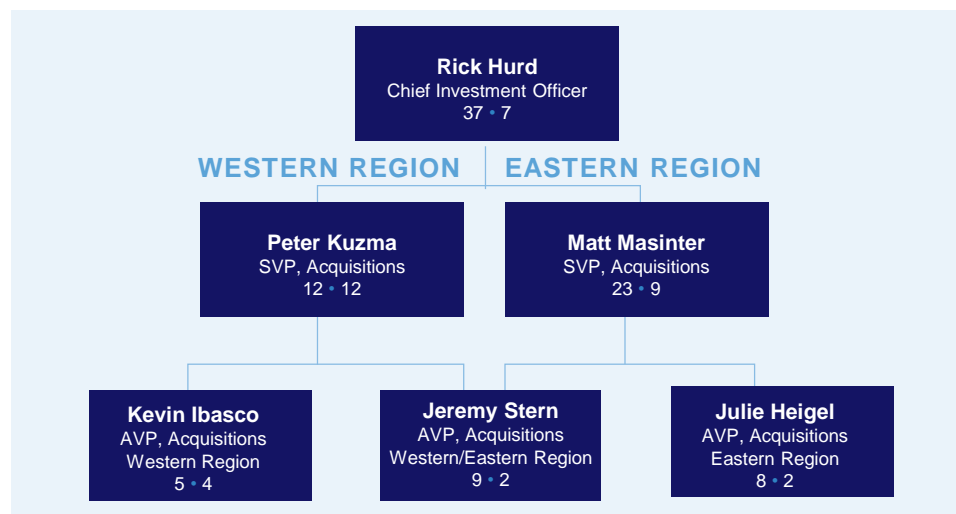 Rick Hurd
Chief Investment Officer
37 • 7
WESTERN REGION
EASTERN REGION
Peter Kuzma
SVP, Acquisitions
12 • 12
Matt Masinter
SVP, Acquisitions
23 • 9
Kevin Ibasco
AVP, Acquisitions
Western Region
5 • 4
Jeremy Stern
AVP, Acquisitions
Western/Eastern Region
9 • 2
Julie Heigel
AVP, Acquisitions
Eastern Region
8 • 2